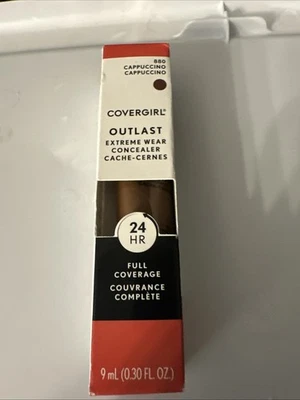 880
CAPPUCCINO
CAPPUCCINO
COVERGIRL®
OUTLAST
EXTREME WEAR
CONCEALER
CACHE-CERNES
24
HR
FULL
COVERAGE
COUVRANCE
COMPLÈTE
9 mL (0.30 FL. OZ.)